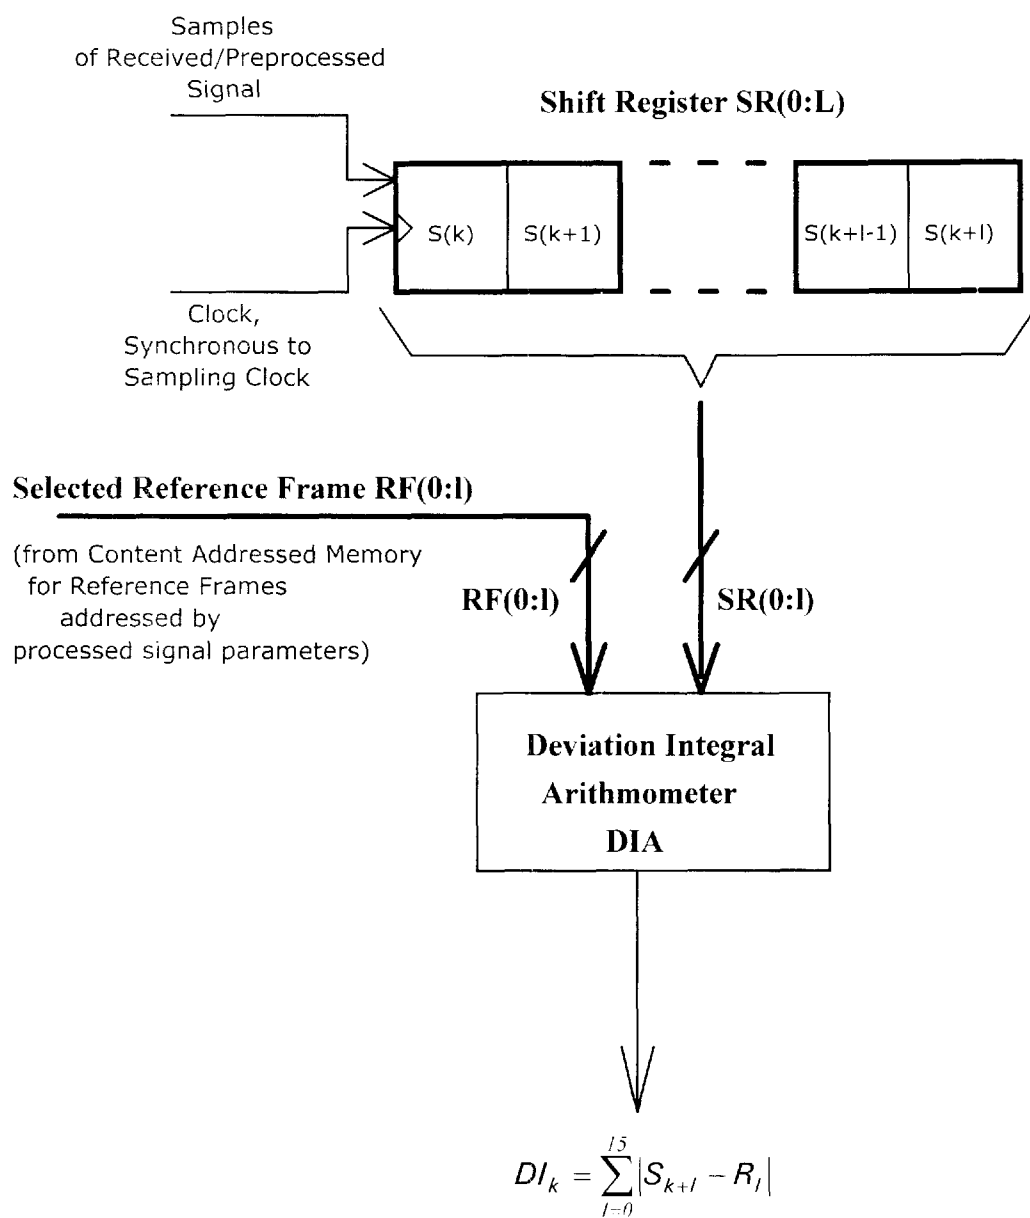 Samples
of Received/Preprocessed
Signal
Shift Register SR(0:L)
S(k)
S(k+1)
S(k+l-1)
S(k+l)
Clock,
Synchronous to
Sampling Clock
Selected Reference Frame RF(0:l)
(from Content Addressed Memory
for Reference Frames
addressed by
processed signal parameters)
RF(0:l)
SR(0:l)
Deviation Integral
Arithmometer
DIA
DI_k = \sum_{l=0}^{15} |S_{k+l} - R_l|